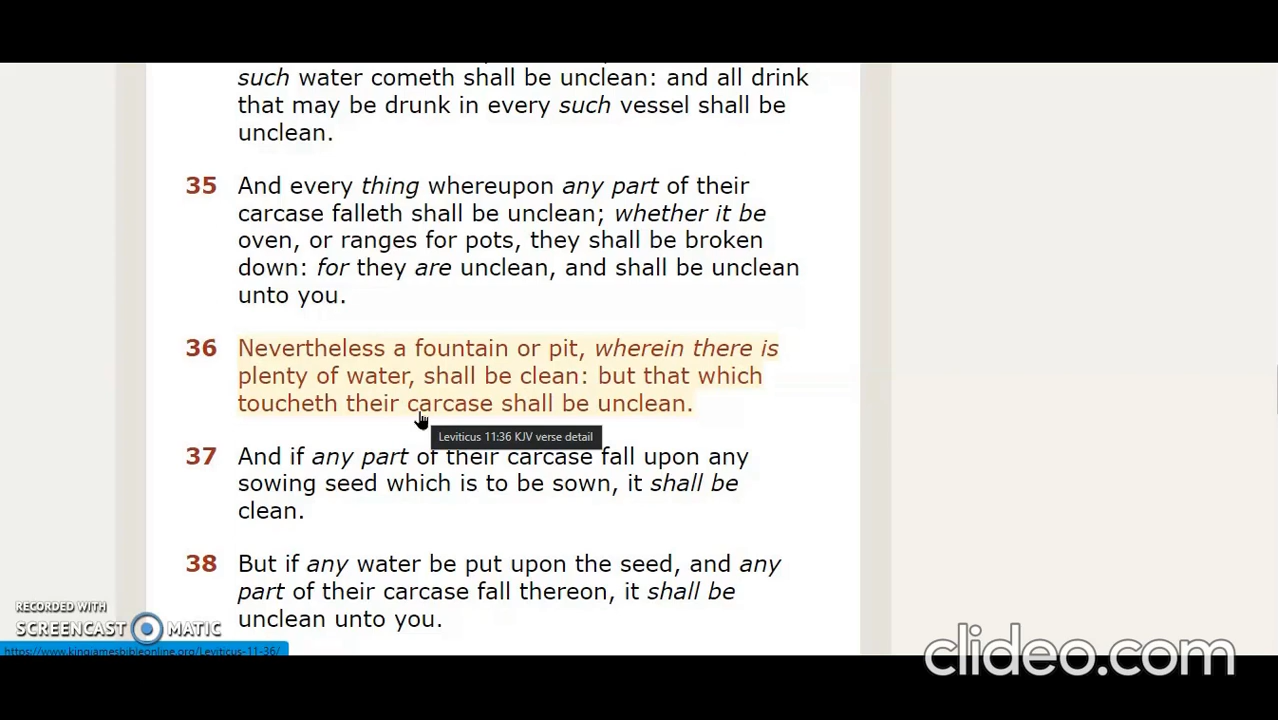 such water cometh shall be unclean: and all drink
that may be drunk in every such vessel shall be
unclean.
35 And every thing whereupon any part of their
carcase falleth shall be unclean; whether it be
oven, or ranges for pots, they shall be broken
down: for they are unclean, and shall be unclean
unto you.
36 Nevertheless a fountain or pit, wherein there is
plenty of water, shall be clean: but that which
toucheth their carcase shall be unclean.
Leviticus 11:36 KJV verse detail
37 And if any part of their carcase fall upon any
sowing seed which is to be sown, it shall be
clean.
38 But if any water be put upon the seed, and any
part of their carcase fall thereon, it shall be
unclean unto you.
RECORDED WITH
SCREENCAST MATIC
https://www.kingjamesbibleonline.org/Leviticus-11-36/
clideo.com